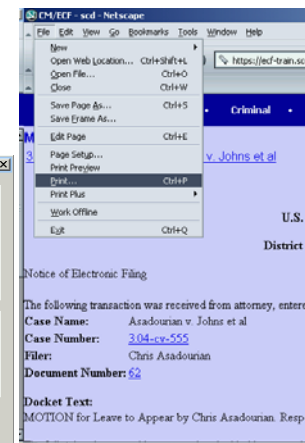 CM/ECF - scd - Netscape
File Edit View Go Bookmarks Tools Window Help
New
Open Web Location... Ctrl+Shift+L
Open File... Ctrl+O
Close Ctrl+W
Save Page As... Ctrl+S
Save Frame As...
Edit Page Ctrl+E
Page Setup...
Print Preview
Print... Ctrl+P
Print Plus
Work Offline
Exit Ctrl+Q
https://ecf-train.sc
• Criminal •
M
3: v. Johns et al
U.S.
District
Notice of Electronic Filing
The following transaction was received from attorney, entere
Case Name: Asadourian v. Johns et al
Case Number: 3:04-cv-555
Filer: Chris Asadourian
Document Number: 62
Docket Text:
MOTION for Leave to Appear by Chris Asadourian. Resp